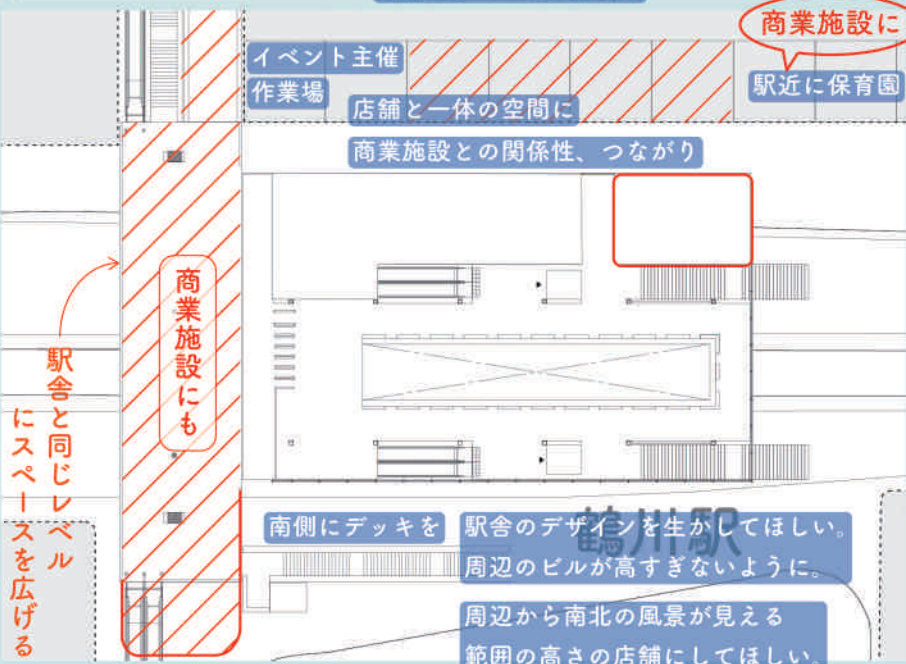 商業施設に
イベント主催
作業場
駅近に保育園
店舗と一体の空間に
商業施設との関係性、つながり
商業施設にも
駅舎と同じレベル
にスペースを広げる
南側にデッキを
駅舎のデザインを生かしてほしい。
周辺のビルが高すぎないように。
鶴川駅
周辺から南北の風景が見える
範囲の高さの店舗にしてほしい